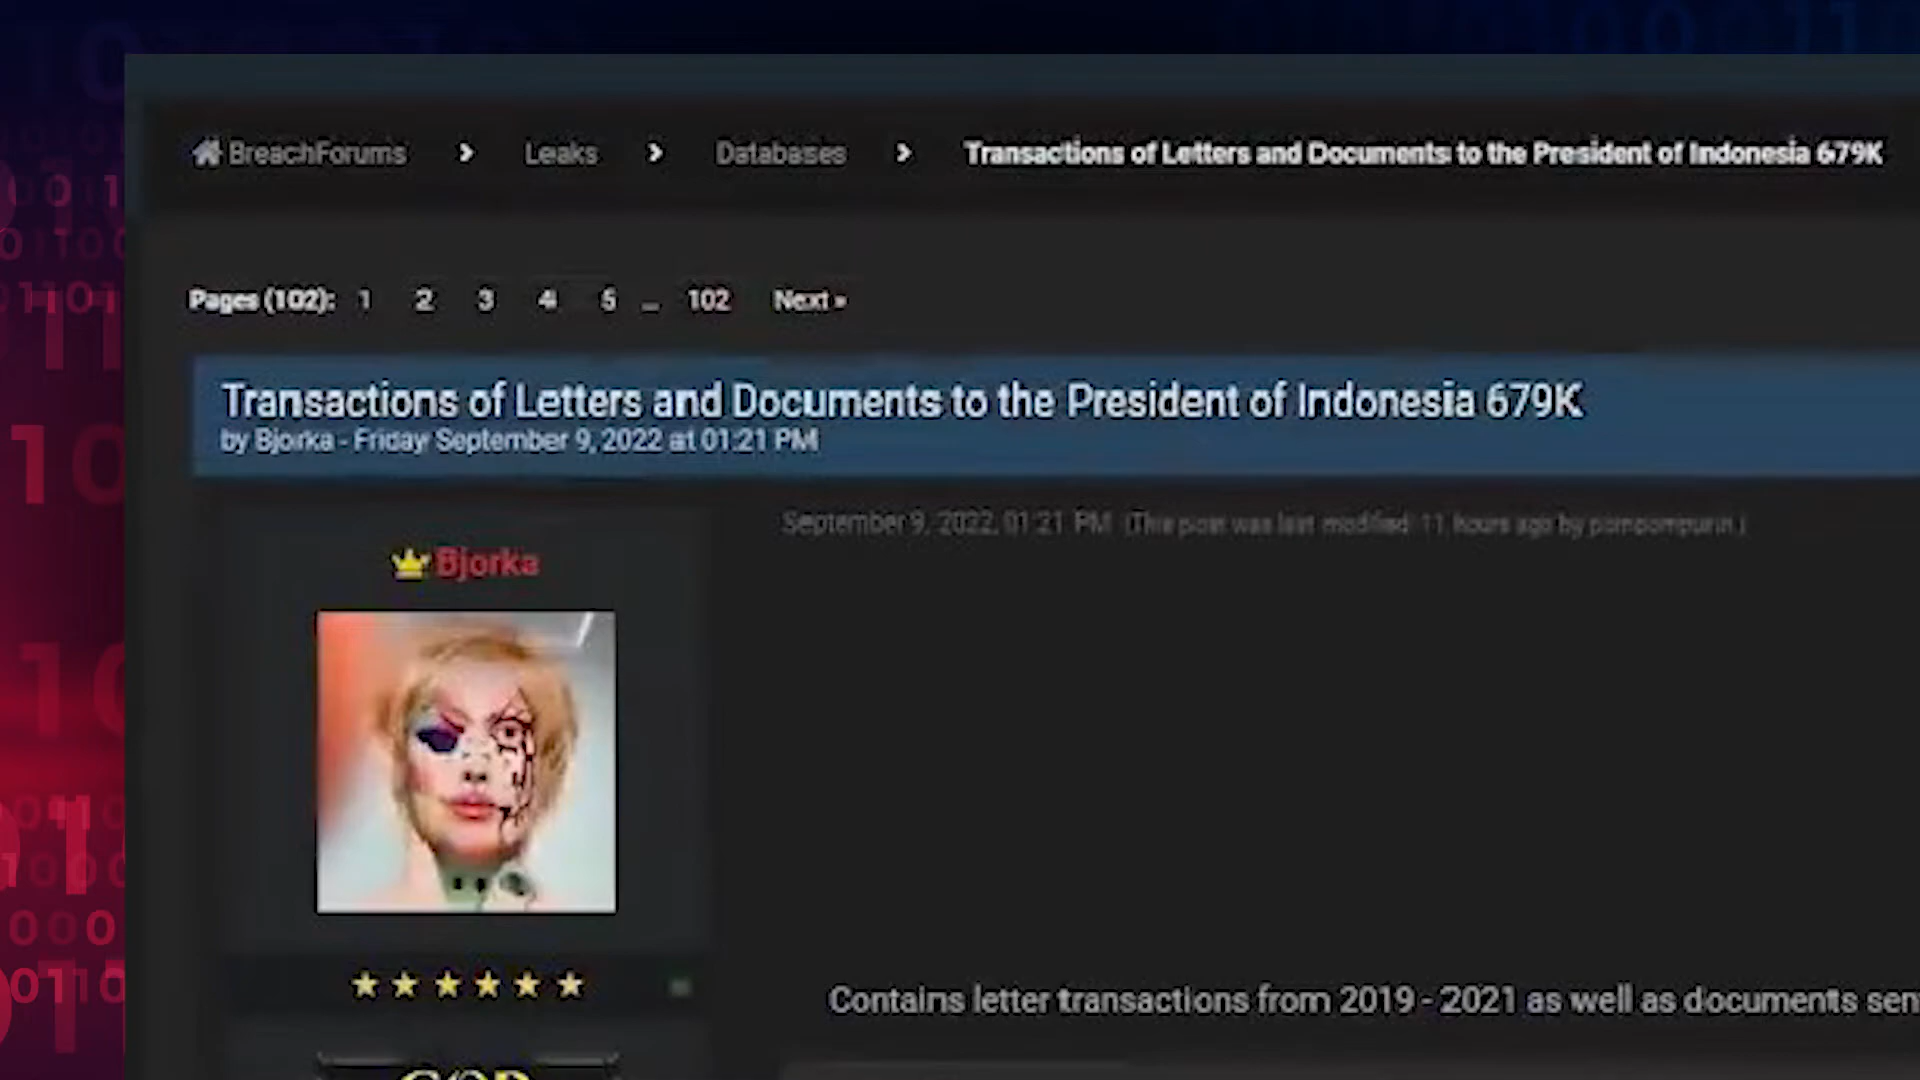 BreachForums > Leaks > Databases > Transactions of Letters and Documents to the President of Indonesia 679K
Pages (102): 1 2 3 4 5 ... 102 Next »
Transactions of Letters and Documents to the President of Indonesia 679K
by Bjorka - Friday September 9, 2022 at 01:21 PM
September 9, 2022, 01:21 PM (This post was last modified: 11 hours ago by pompompurin.)
Bjorka
Contains letter transactions from 2019 - 2021 as well as documents sen
GOD